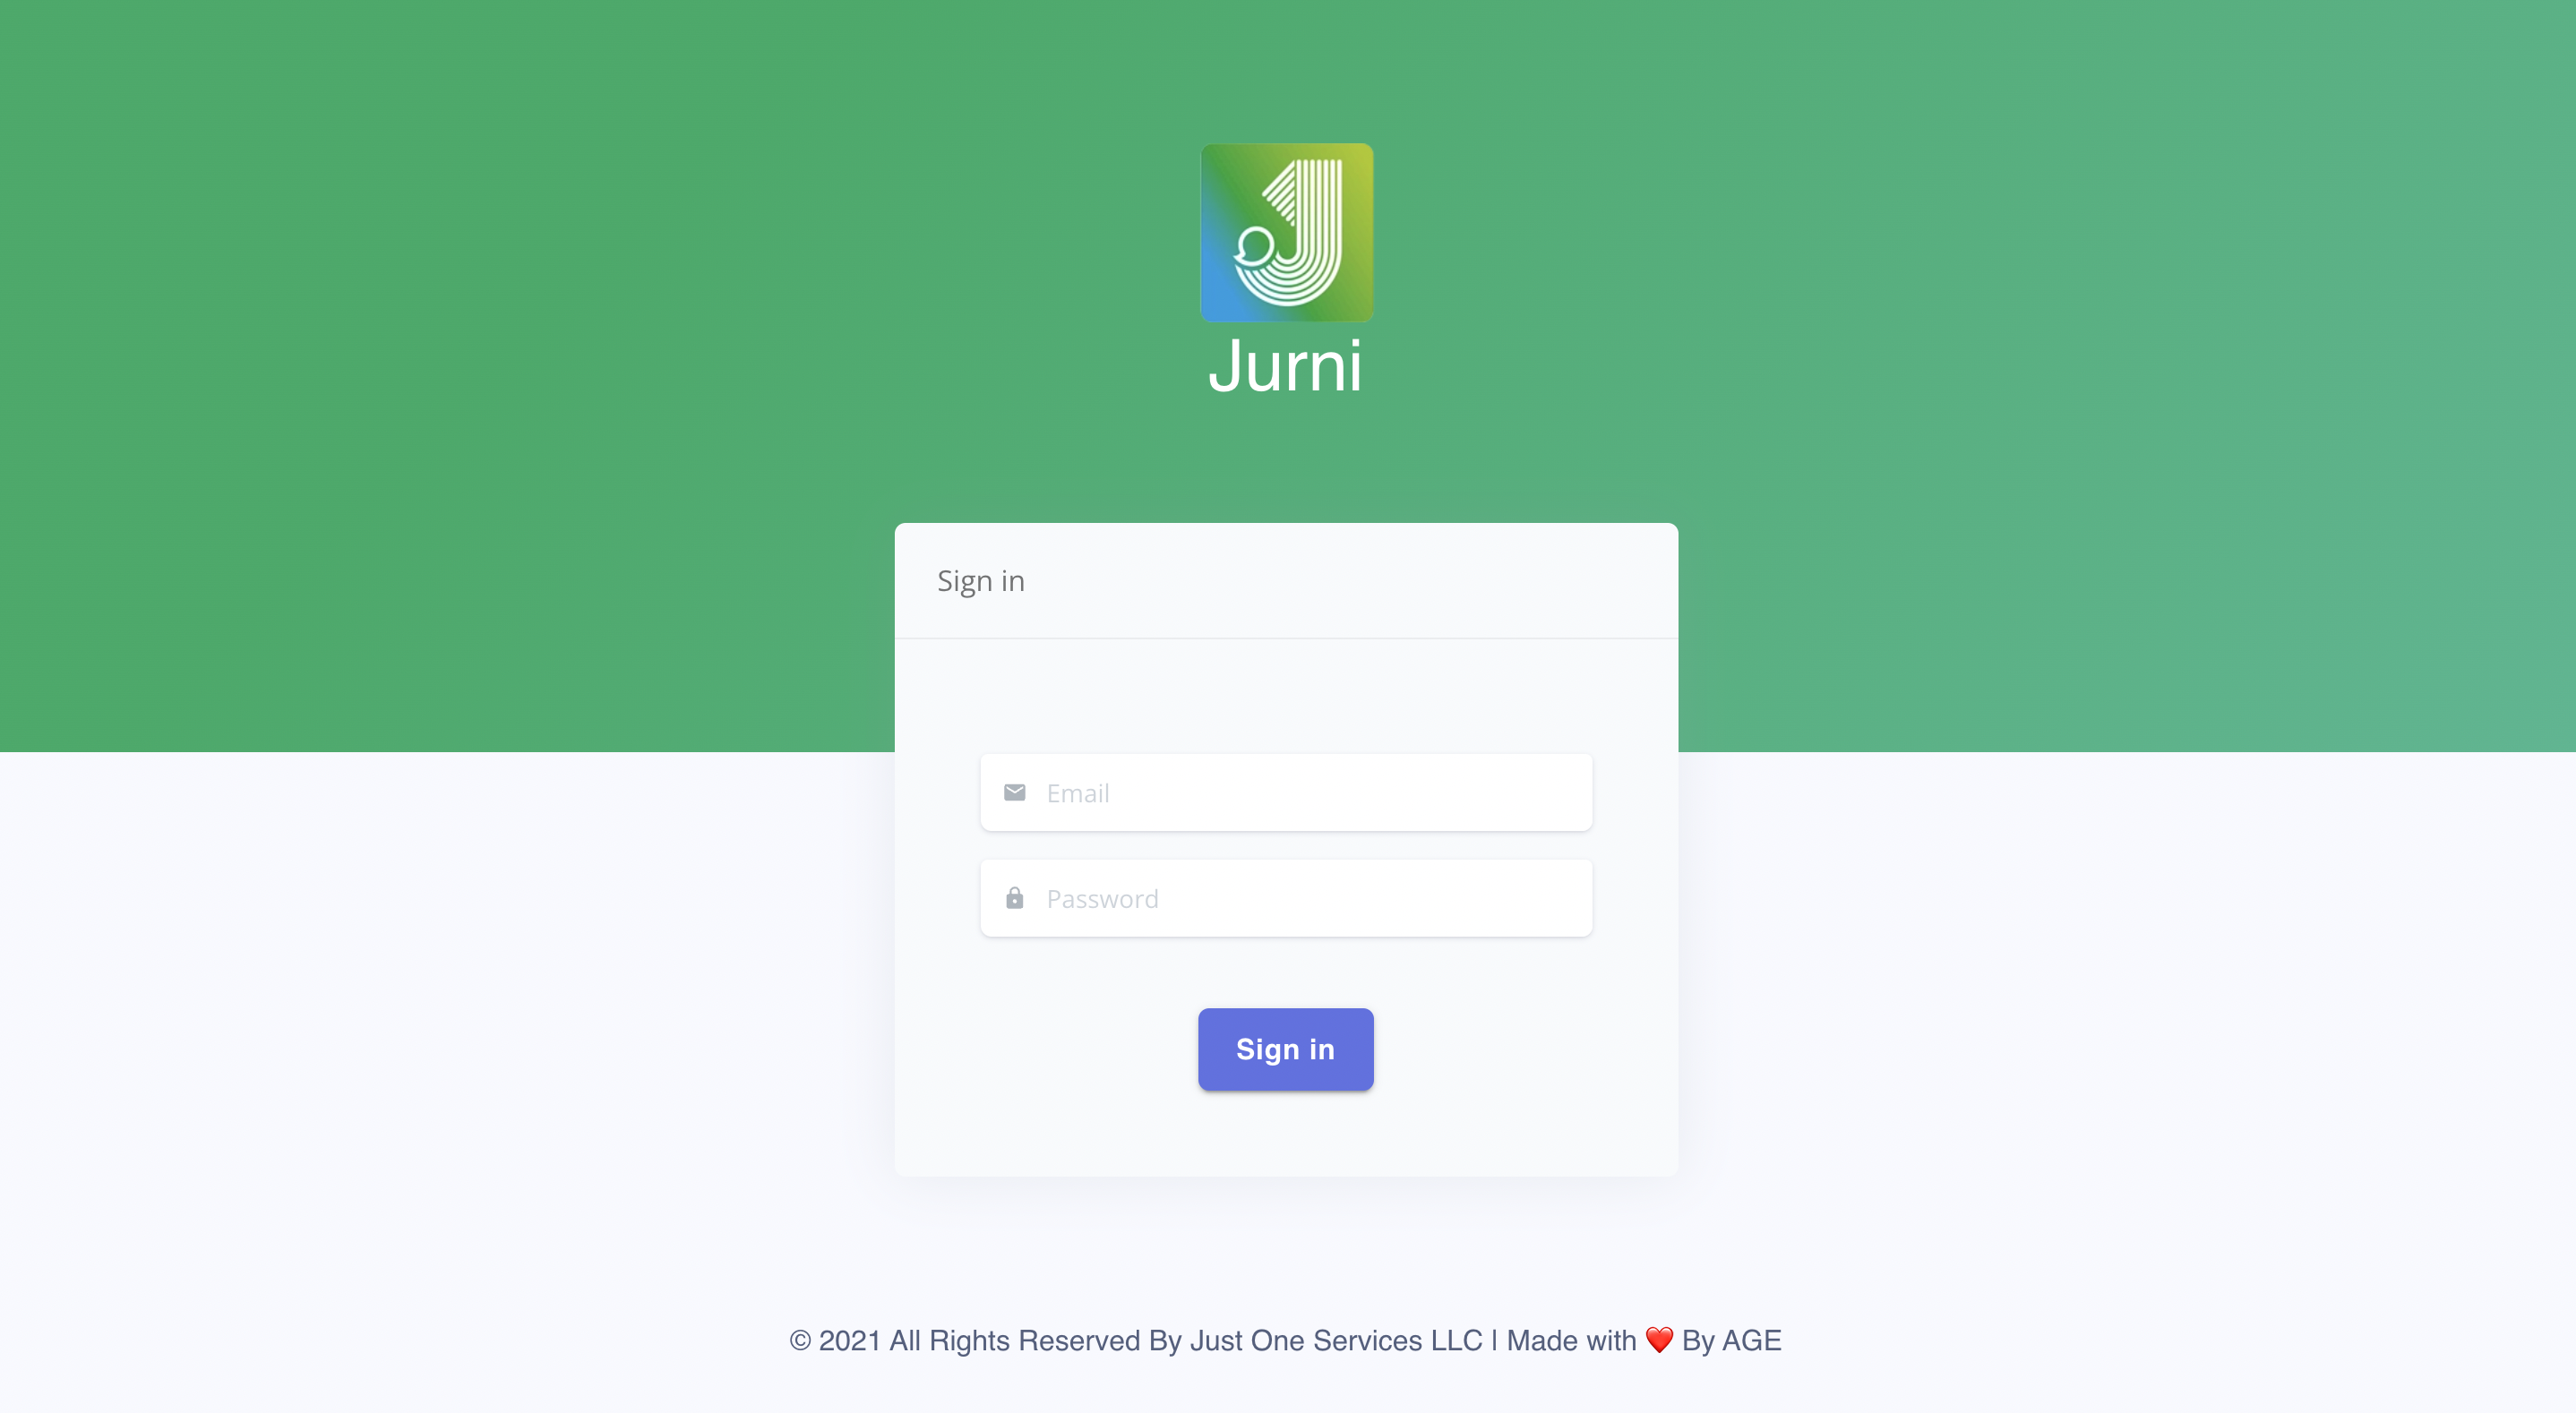 Jurni
Sign in
Email
Password
Sign in
© 2021 All Rights Reserved By Just One Services LLC | Made with ❤️ By AGE